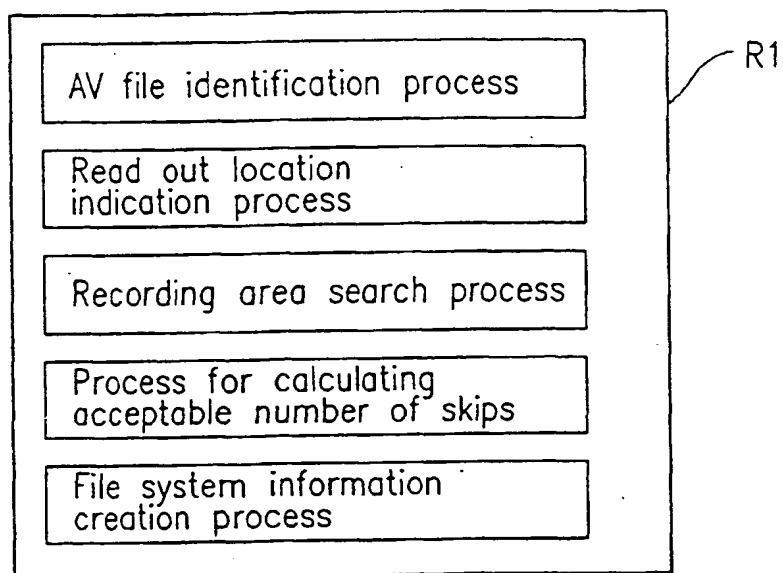 AV file identification process
R1
Read out location
indication process
Recording area search process
Process for calculating
acceptable number of skips
File system information
creation process